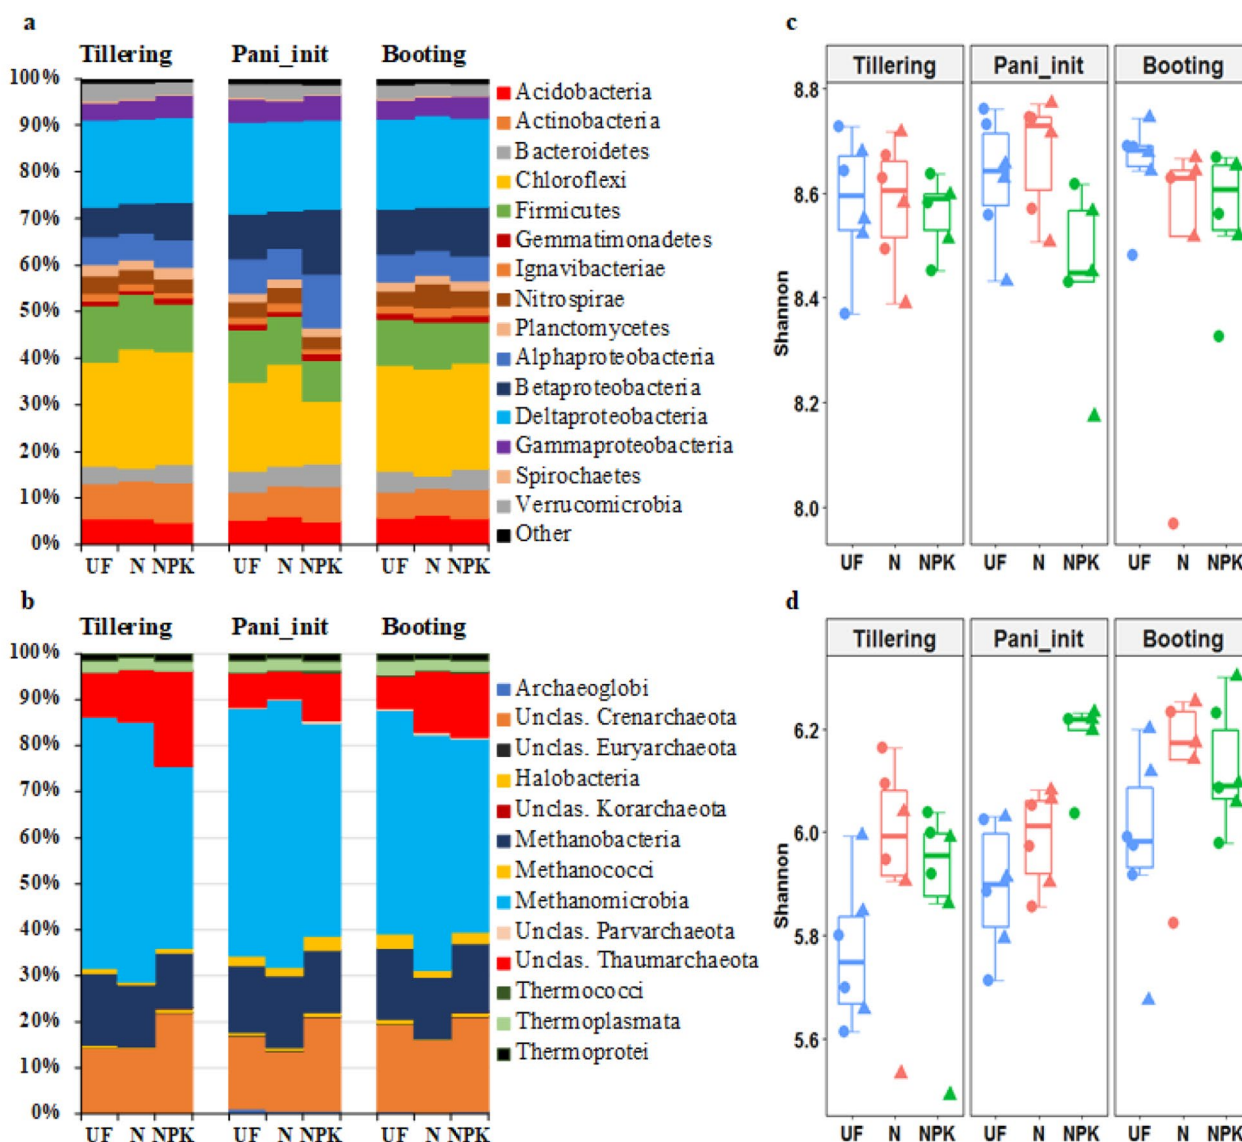 a
Tillering Pani_init Booting
100%
90%
80%
70%
60%
50%
40%
30%
20%
10%
0%
UF N NPK UF N NPK UF N NPK
Acidobacteria
Actinobacteria
Bacteroidetes
Chloroflexi
Firmicutes
Gemmatimonadetes
Ignavibacteriae
Nitrospirae
Planctomycetes
Alphaproteobacteria
Betaproteobacteria
Deltaproteobacteria
Gammaproteobacteria
Spirochaetes
Verrucomicrobia
Other
b
Tillering Pani_init Booting
100%
90%
80%
70%
60%
50%
40%
30%
20%
10%
0%
UF N NPK UF N NPK UF N NPK
Archaeoglobi
Unclas. Crenarchaeota
Unclas. Euryarchaeota
Halobacteria
Unclas. Korarchaeota
Methanobacteria
Methanococci
Methanomicrobia
Unclas. Parvarchaeota
Unclas. Thaumarchaeota
Thermococci
Thermoplasmata
Thermoprotei
c
Tillering Pani_init Booting
8.8
8.6
8.4
8.2
8.0
Shannon
UF N NPK UF N NPK UF N NPK
d
Tillering Pani_init Booting
6.2
6.0
5.8
5.6
Shannon
UF N NPK UF N NPK UF N NPK